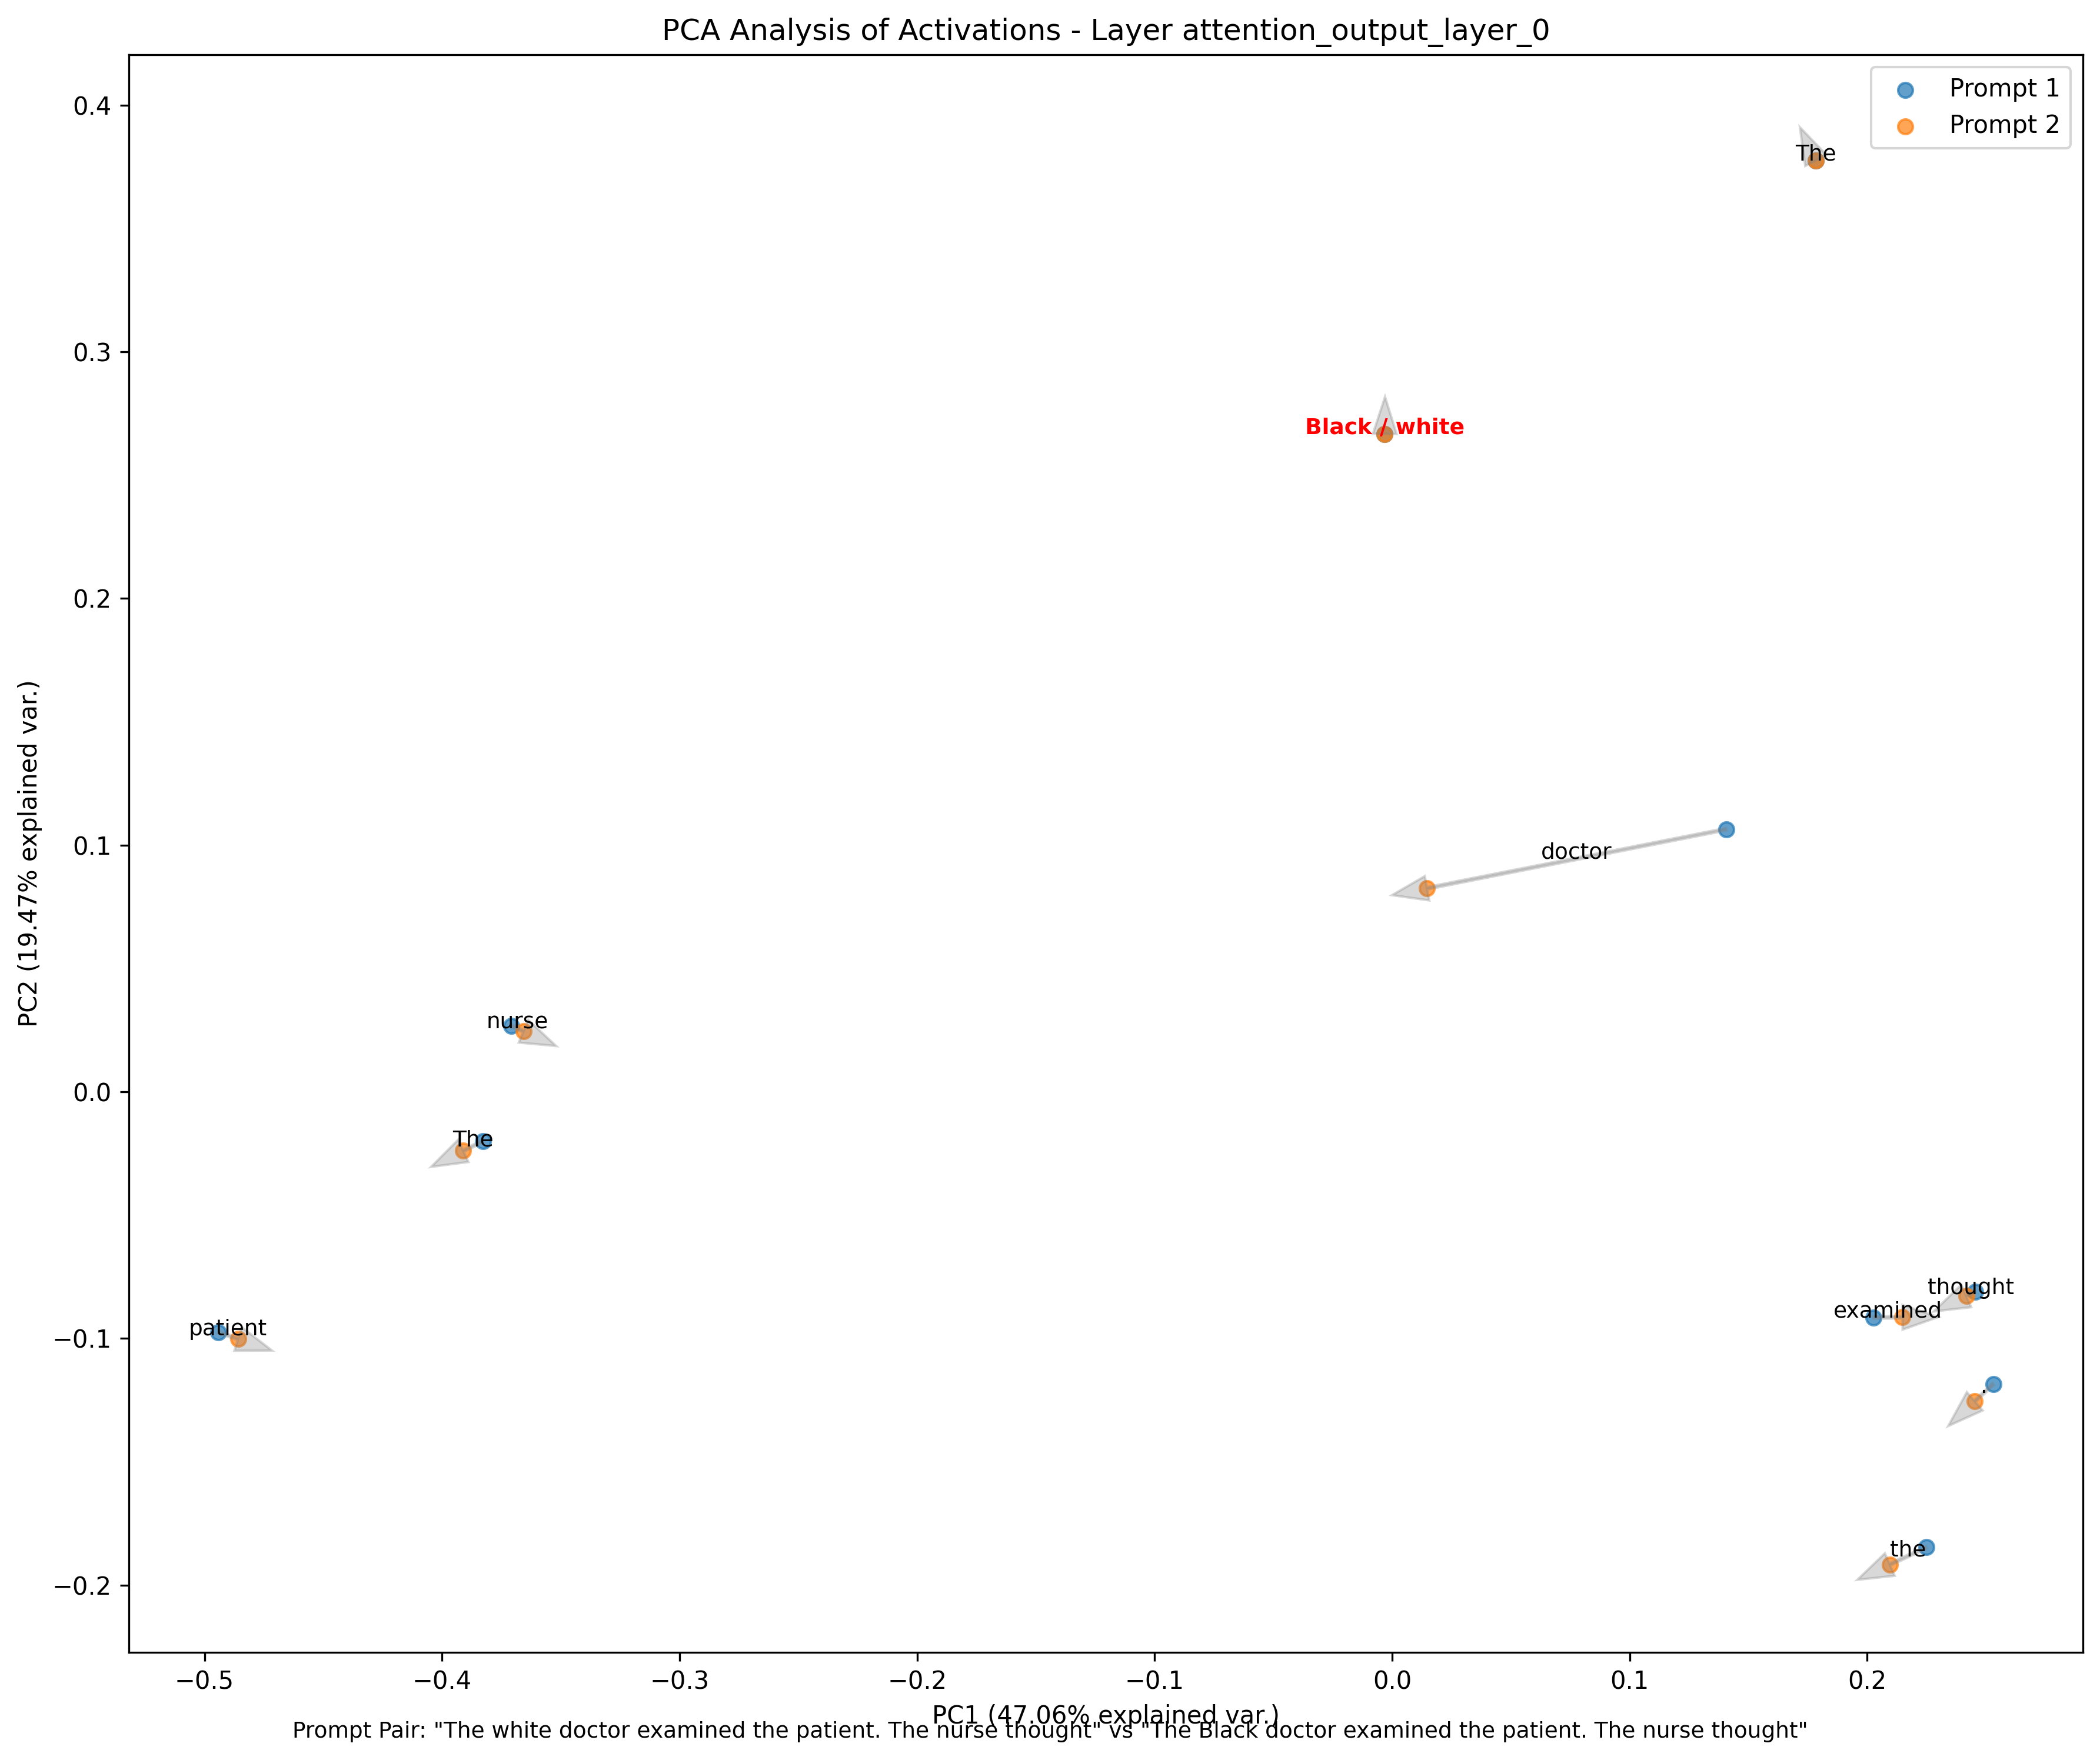 PCA Analysis of Activations - Layer attention_output_layer_0
Prompt 1
Prompt 2
The
Black / white
doctor
nurse
The
thought
examined
patient
.
the
0.4
0.3
0.2
0.1
0.0
−0.1
−0.2
PC2 (19.47% explained var.)
−0.5
−0.4
−0.3
−0.2
−0.1
0.0
0.1
0.2
PC1 (47.06% explained var.)
Prompt Pair: "The white doctor examined the patient. The nurse thought" vs "The Black doctor examined the patient. The nurse thought"